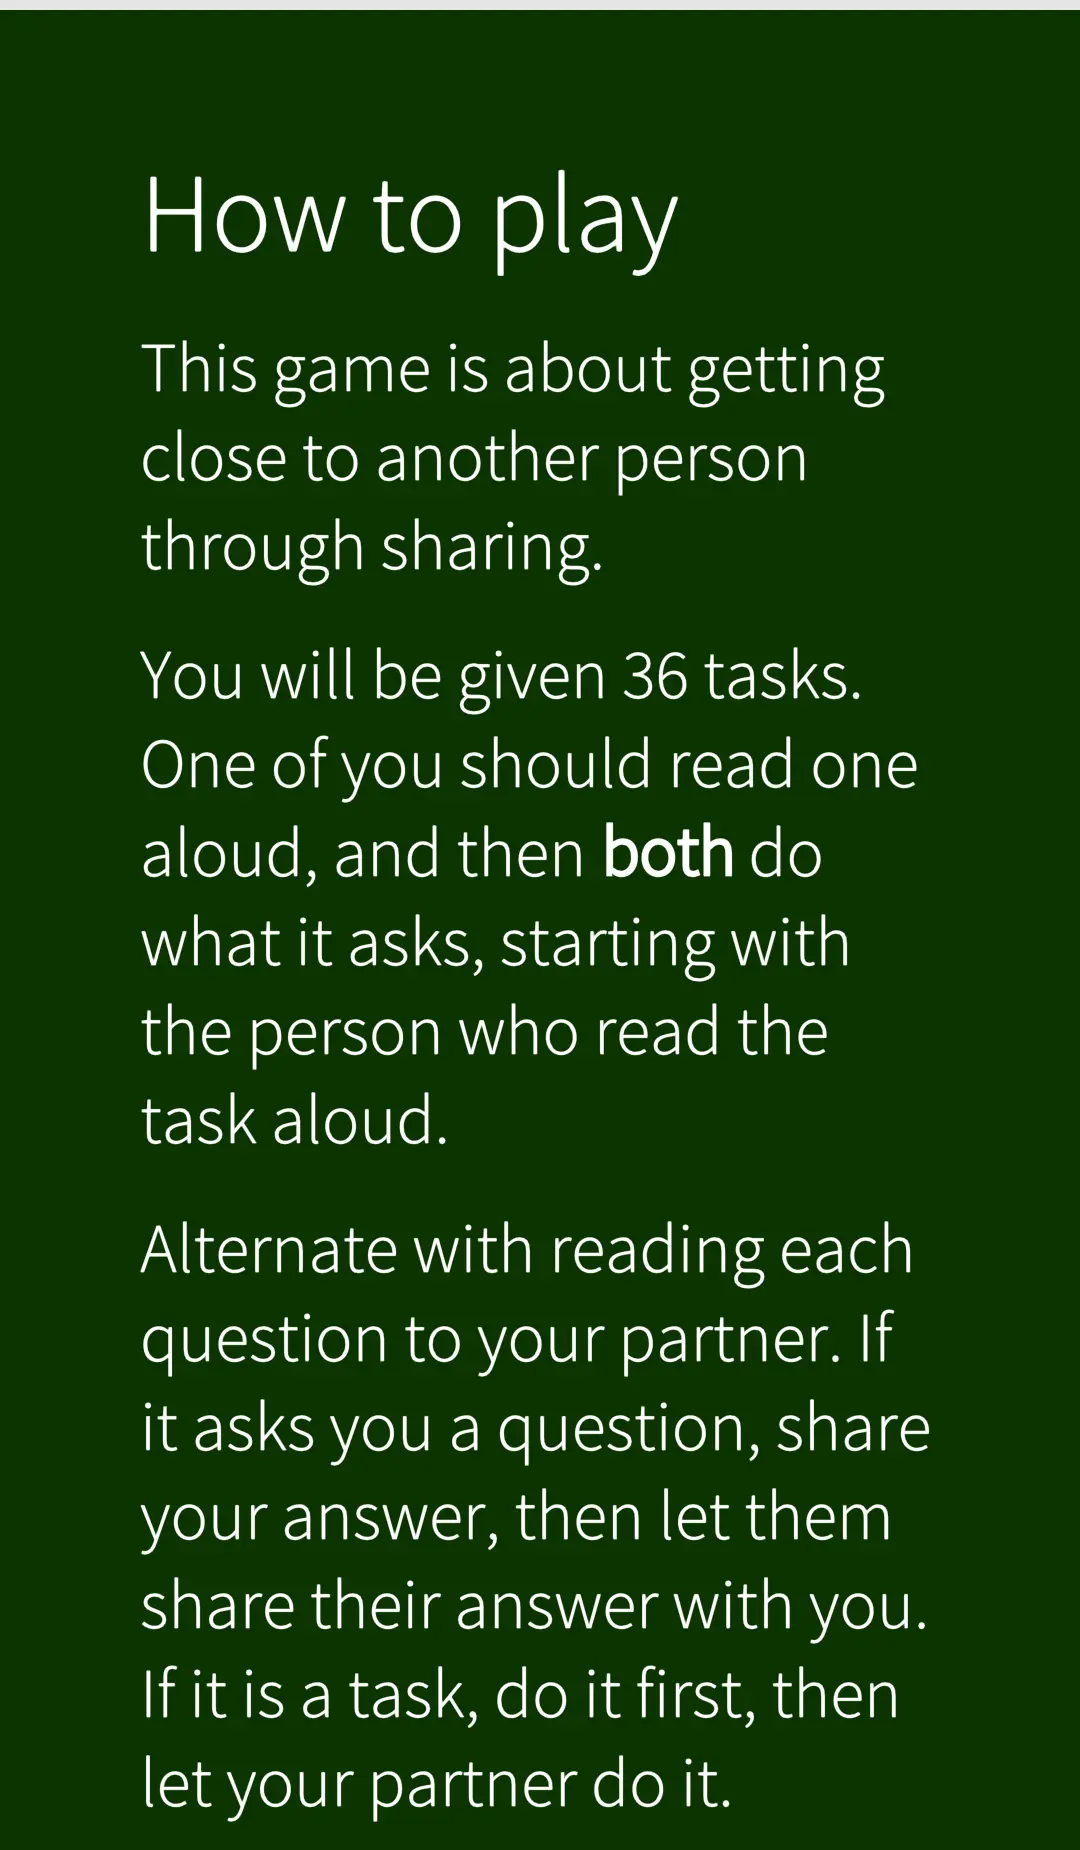 How to play
This game is about getting
close to another person
through sharing.
You will be given 36 tasks.
One of you should read one
aloud, and then both do
what it asks, starting with
the person who read the
task aloud.
Alternate with reading each
question to your partner. If
it asks you a question, share
your answer, then let them
share their answer with you.
If it is a task, do it first, then
let your partner do it.